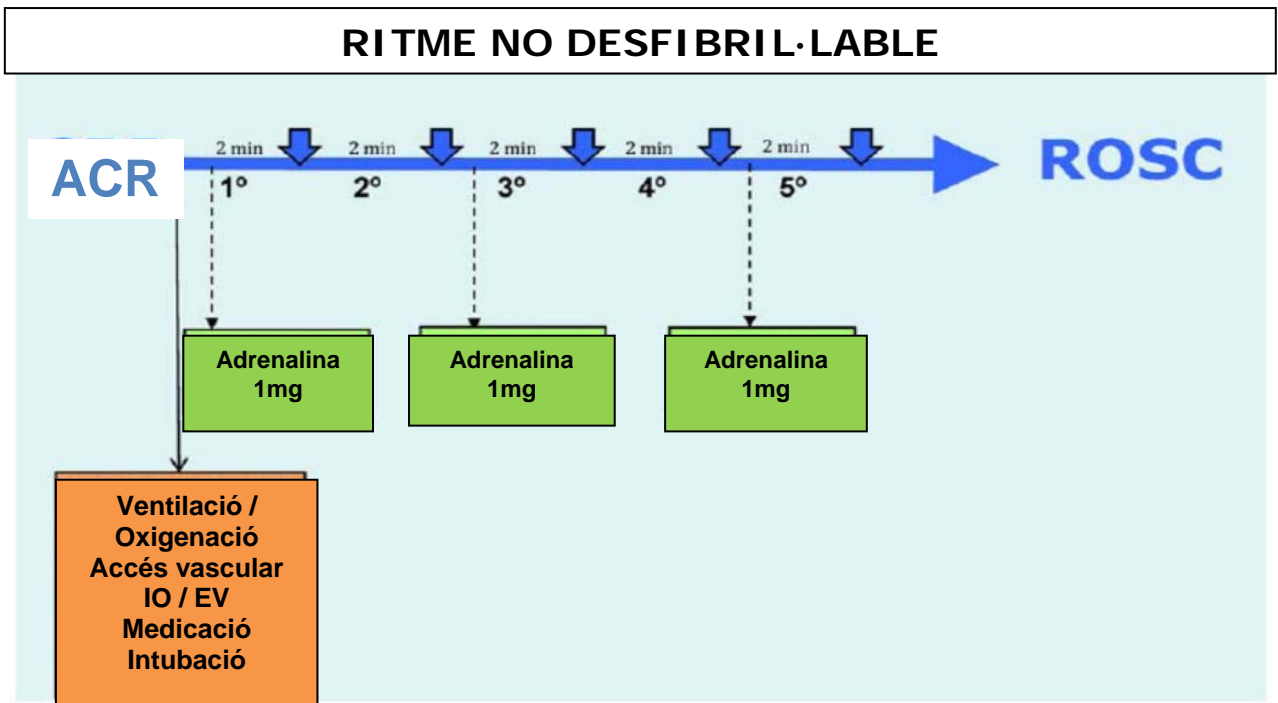 RITME NO DESFIBRIL·LABLE
ACR
2 min
2 min
2 min
2 min
2 min
1º
2º
3º
4º
5º
ROSC
Adrenalina
1mg
Adrenalina
1mg
Adrenalina
1mg
Ventilació /
Oxigenació
Accés vascular
IO / EV
Medicació
Intubació